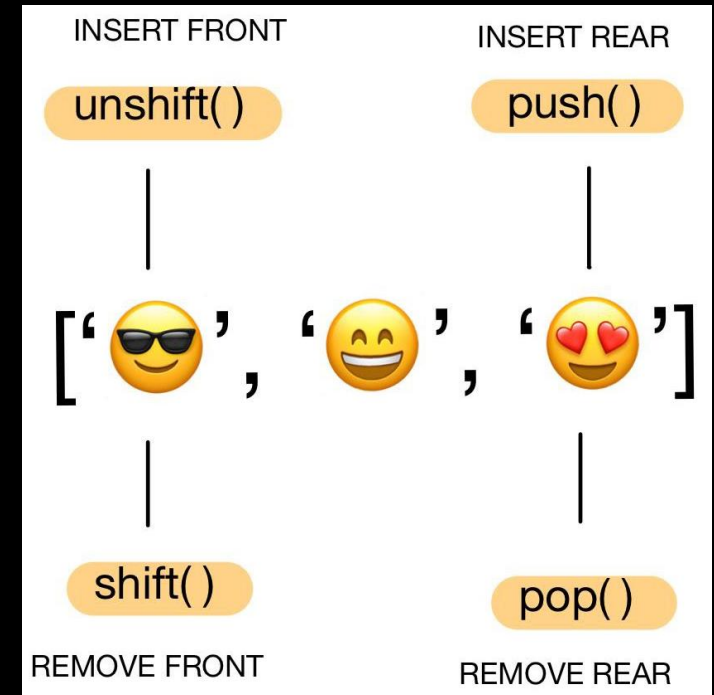 INSERT FRONT
INSERT REAR
unshift()
push()
[‘😎’, ‘😄’, ‘😍’]
shift()
pop()
REMOVE FRONT
REMOVE REAR